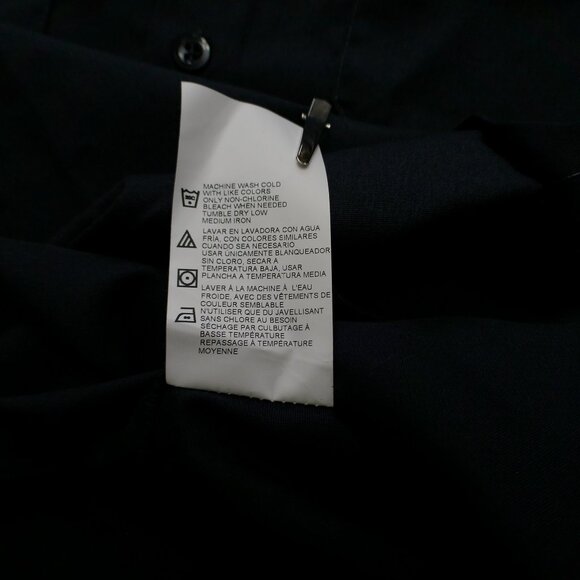 MACHINE WASH COLD
WITH LIKE COLORS
ONLY NON-CHLORINE
BLEACH WHEN NEEDED
TUMBLE DRY LOW
MEDIUM IRON
LAVAR EN LAVADORA CON AGUA
FRÍA, CON COLORES SIMILARES
CUANDO SEA NECESARIO
USAR UNICAMENTE BLANQUEADOR
SIN CLORO, SECAR A
TEMPERATURA BAJA, USAR
PLANCHA A TEMPERATURA MEDIA
LAVER À LA MACHINE À L'EAU
FROIDE, AVEC DES VÊTEMENTS DE
COULEUR SEMBLABLE
N'UTILISER QUE DU JAVELLISANT
SANS CHLORE AU BESOIN
SÉCHAGE PAR CULBUTAGE À
BASSE TEMPÉRATURE
REPASSAGE À TEMPÉRATURE
MOYENNE